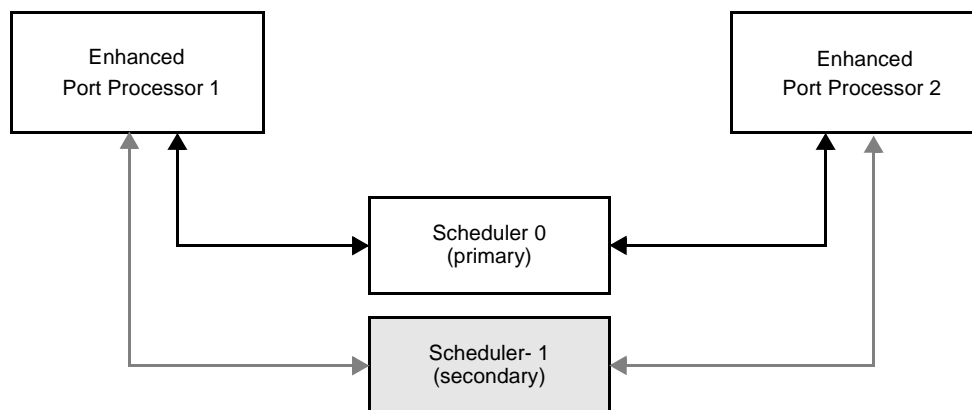 Enhanced
Port Processor 1
Enhanced
Port Processor 2
Scheduler 0
(primary)
Scheduler- 1
(secondary)